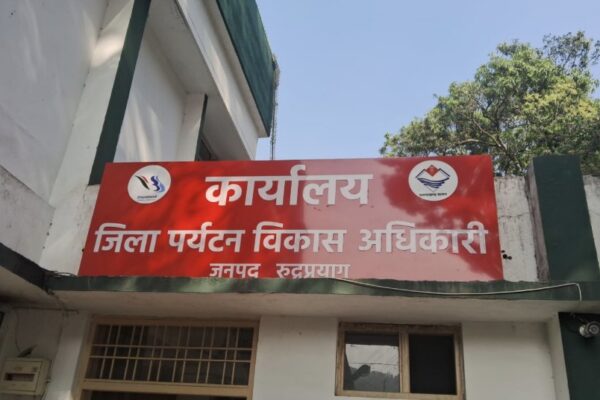 कार्यालय
जिला पर्यटन विकास अधिकारी
जनपद रुद्रप्रयाग